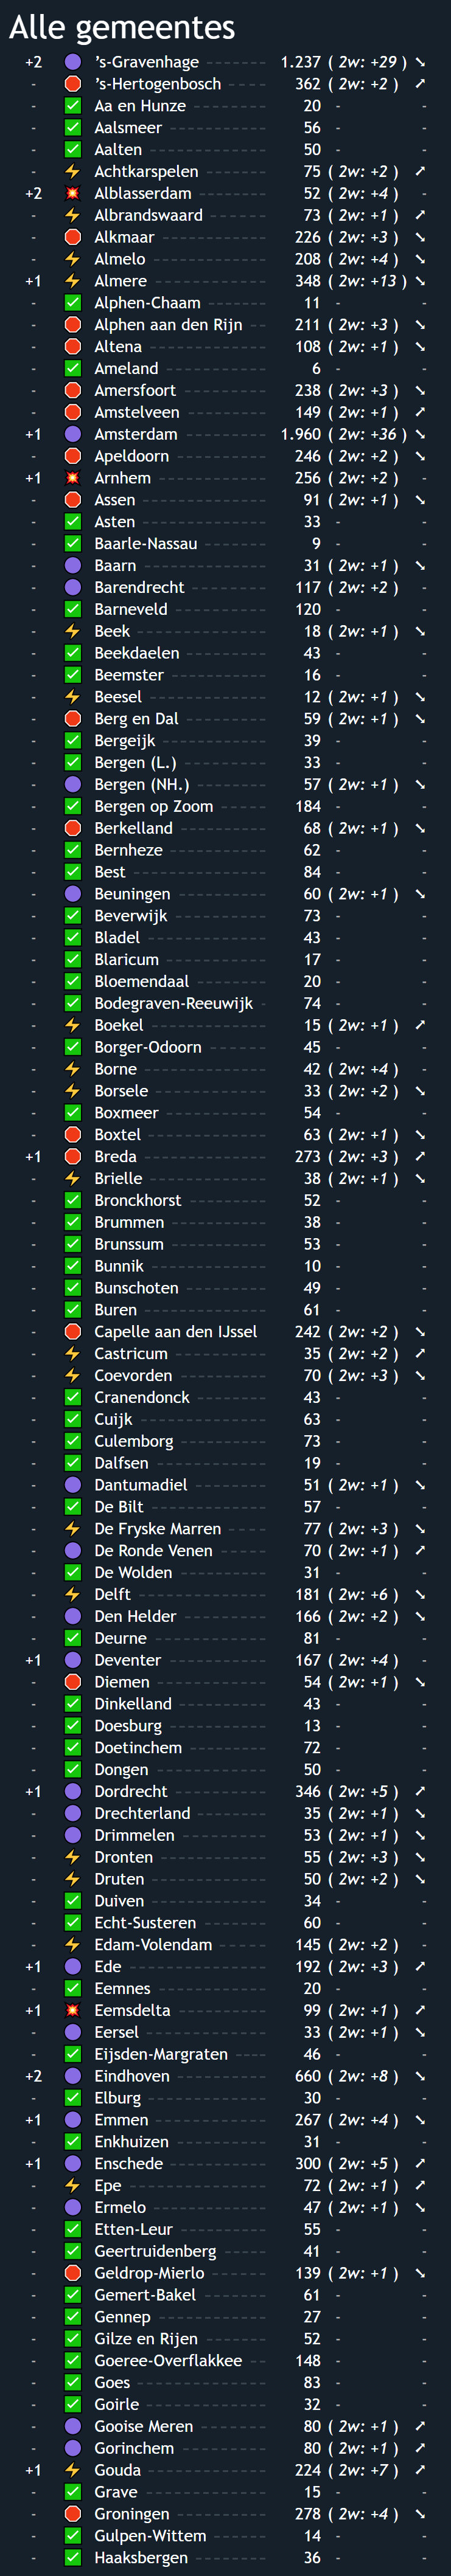 Alle gemeentes
+2 ’s-Gravenhage 1.237 ( 2w: +29 ) ➘
- ’s-Hertogenbosch 362 ( 2w: +2 ) ➚
- Aa en Hunze 20 - -
- Aalsmeer 56 - -
- Aalten 50 - -
- Achtkarspelen 75 ( 2w: +2 ) ➚
+2 Alblasserdam 52 ( 2w: +4 ) -
- Albrandswaard 73 ( 2w: +1 ) ➚
- Alkmaar 226 ( 2w: +3 ) ➘
- Almelo 208 ( 2w: +4 ) ➘
+1 Almere 348 ( 2w: +13 ) ➘
- Alphen-Chaam 11 - -
- Alphen aan den Rijn 211 ( 2w: +3 ) ➘
- Altena 108 ( 2w: +1 ) ➘
- Ameland 6 - -
- Amersfoort 238 ( 2w: +3 ) ➘
- Amstelveen 149 ( 2w: +1 ) ➚
+1 Amsterdam 1.960 ( 2w: +36 ) ➘
- Apeldoorn 246 ( 2w: +2 ) ➘
+1 Arnhem 256 ( 2w: +2 ) -
- Assen 91 ( 2w: +1 ) ➘
- Asten 33 - -
- Baarle-Nassau 9 - -
- Baarn 31 ( 2w: +1 ) ➘
- Barendrecht 117 ( 2w: +2 ) -
- Barneveld 120 - -
- Beek 18 ( 2w: +1 ) ➘
- Beekdaelen 43 - -
- Beemster 16 - -
- Beesel 12 ( 2w: +1 ) ➘
- Berg en Dal 59 ( 2w: +1 ) ➘
- Bergeijk 39 - -
- Bergen (L.) 33 - -
- Bergen (NH.) 57 ( 2w: +1 ) ➘
- Bergen op Zoom 184 - -
- Berkelland 68 ( 2w: +1 ) ➘
- Bernheze 62 - -
- Best 84 - -
- Beuningen 60 ( 2w: +1 ) ➘
- Beverwijk 73 - -
- Bladel 43 - -
- Blaricum 17 - -
- Bloemendaal 20 - -
- Bodegraven-Reeuwijk 74 - -
- Boekel 15 ( 2w: +1 ) ➚
- Borger-Odoorn 45 - -
- Borne 42 ( 2w: +4 ) -
- Borsele 33 ( 2w: +2 ) ➘
- Boxmeer 54 - -
- Boxtel 63 ( 2w: +1 ) ➘
+1 Breda 273 ( 2w: +3 ) ➚
- Brielle 38 ( 2w: +1 ) ➘
- Bronckhorst 52 - -
- Brummen 38 - -
- Brunssum 53 - -
- Bunnik 10 - -
- Bunschoten 49 - -
- Buren 61 - -
- Capelle aan den IJssel 242 ( 2w: +2 ) ➘
- Castricum 35 ( 2w: +2 ) ➚
- Coevorden 70 ( 2w: +3 ) ➘
- Cranendonck 43 - -
- Cuijk 63 - -
- Culemborg 73 - -
- Dalfsen 19 - -
- Dantumadiel 51 ( 2w: +1 ) ➘
- De Bilt 57 - -
- De Fryske Marren 77 ( 2w: +3 ) ➘
- De Ronde Venen 70 ( 2w: +1 ) ➚
- De Wolden 31 - -
- Delft 181 ( 2w: +6 ) ➘
- Den Helder 166 ( 2w: +2 ) ➘
- Deurne 81 - -
+1 Deventer 167 ( 2w: +4 ) -
- Diemen 54 ( 2w: +1 ) ➘
- Dinkelland 43 - -
- Doesburg 13 - -
- Doetinchem 72 - -
- Dongen 50 - -
+1 Dordrecht 346 ( 2w: +5 ) ➚
- Drechterland 35 ( 2w: +1 ) ➘
- Drimmelen 53 ( 2w: +1 ) ➘
- Dronten 55 ( 2w: +3 ) ➘
- Druten 50 ( 2w: +2 ) ➘
- Duiven 34 - -
- Echt-Susteren 60 - -
- Edam-Volendam 145 ( 2w: +2 ) -
+1 Ede 192 ( 2w: +3 ) ➚
- Eemnes 20 - -
+1 Eemsdelta 99 ( 2w: +1 ) ➚
- Eersel 33 ( 2w: +1 ) ➘
- Eijsden-Margraten 46 - -
+2 Eindhoven 660 ( 2w: +8 ) ➘
- Elburg 30 - -
+1 Emmen 267 ( 2w: +4 ) ➘
- Enkhuizen 31 - -
+1 Enschede 300 ( 2w: +5 ) ➚
- Epe 72 ( 2w: +1 ) ➚
- Ermelo 47 ( 2w: +1 ) ➘
- Etten-Leur 55 - -
- Geertruidenberg 41 - -
- Geldrop-Mierlo 139 ( 2w: +1 ) ➘
- Gemert-Bakel 61 - -
- Gennep 27 - -
- Gilze en Rijen 52 - -
- Goeree-Overflakkee 148 - -
- Goes 83 - -
- Goirle 32 - -
- Gooise Meren 80 ( 2w: +1 ) ➚
- Gorinchem 80 ( 2w: +1 ) ➚
+1 Gouda 224 ( 2w: +7 ) ➚
- Grave 15 - -
- Groningen 278 ( 2w: +4 ) ➘
- Gulpen-Wittem 14 - -
- Haaksbergen 36 - -